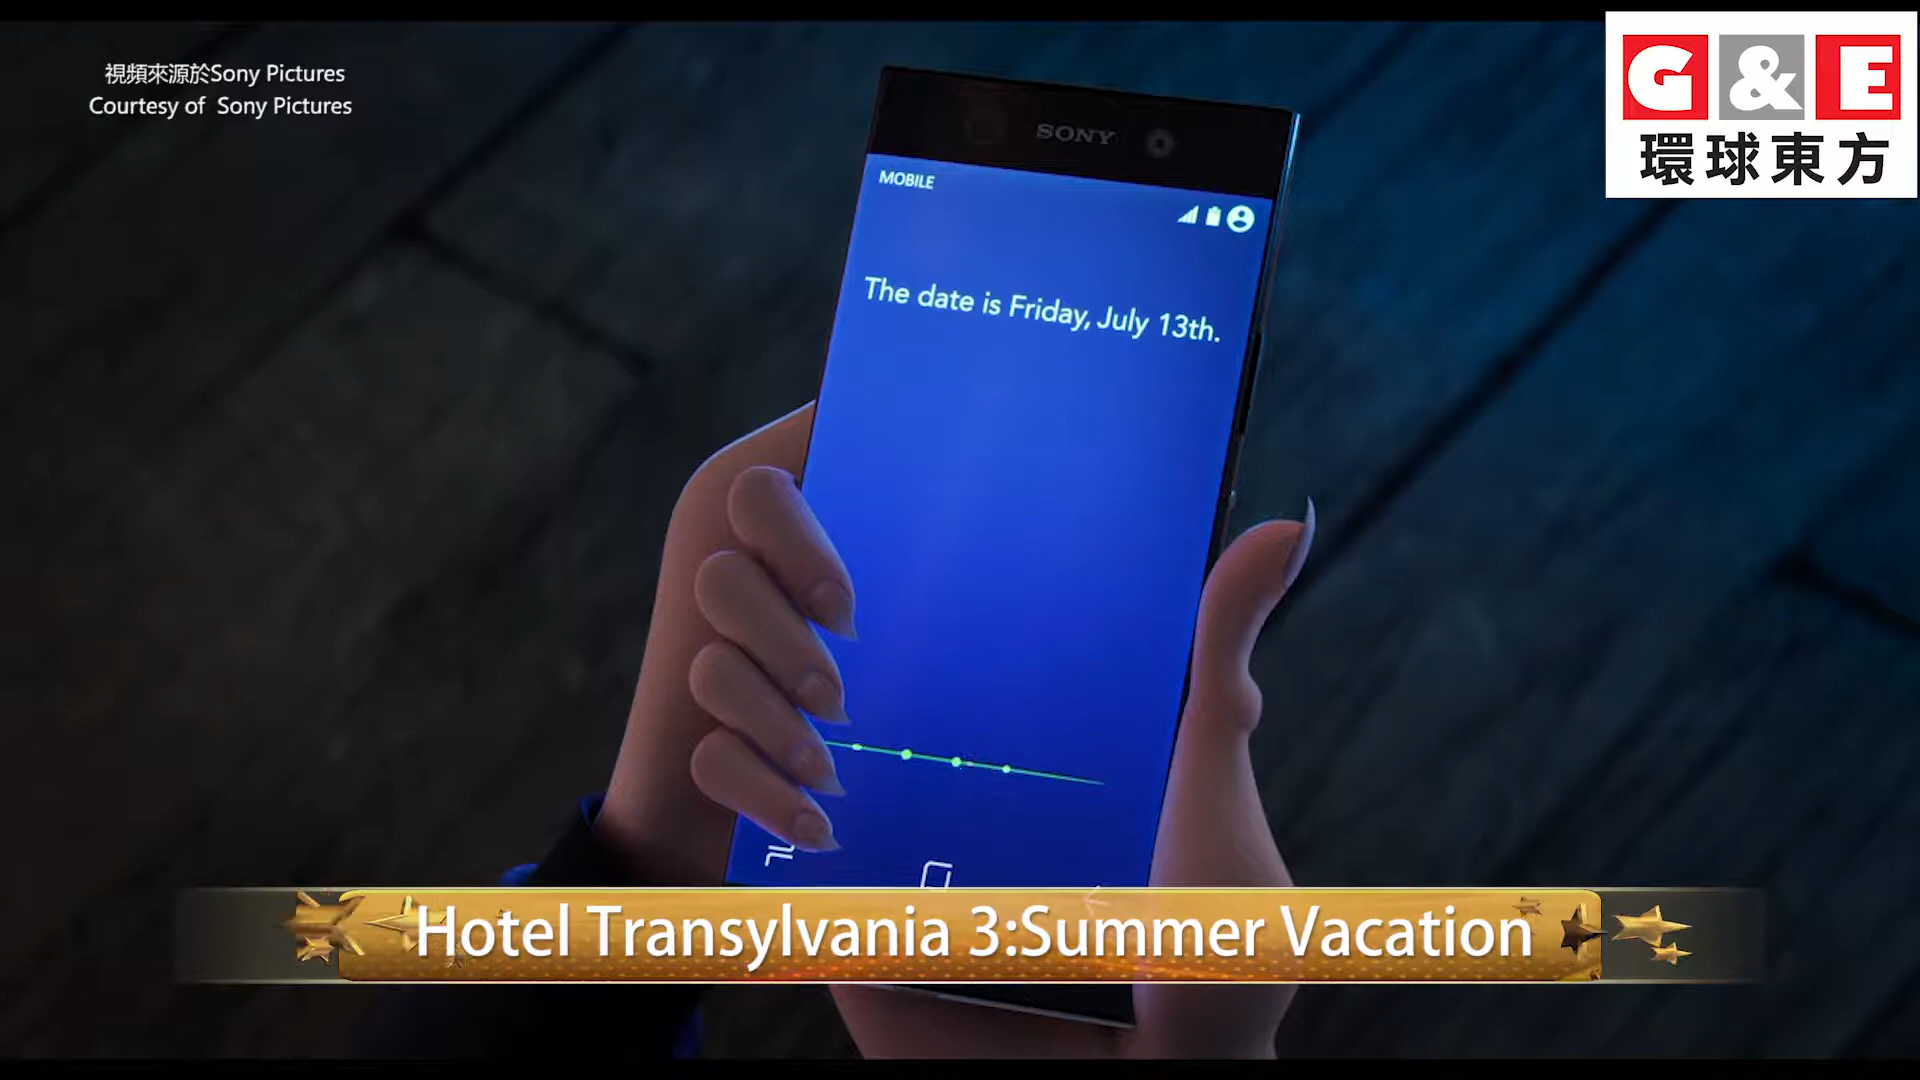 視頻來源於Sony Pictures
Courtesy of Sony Pictures
G&E
環球東方
SONY
MOBILE
The date is Friday, July 13th.
Hotel Transylvania 3:Summer Vacation